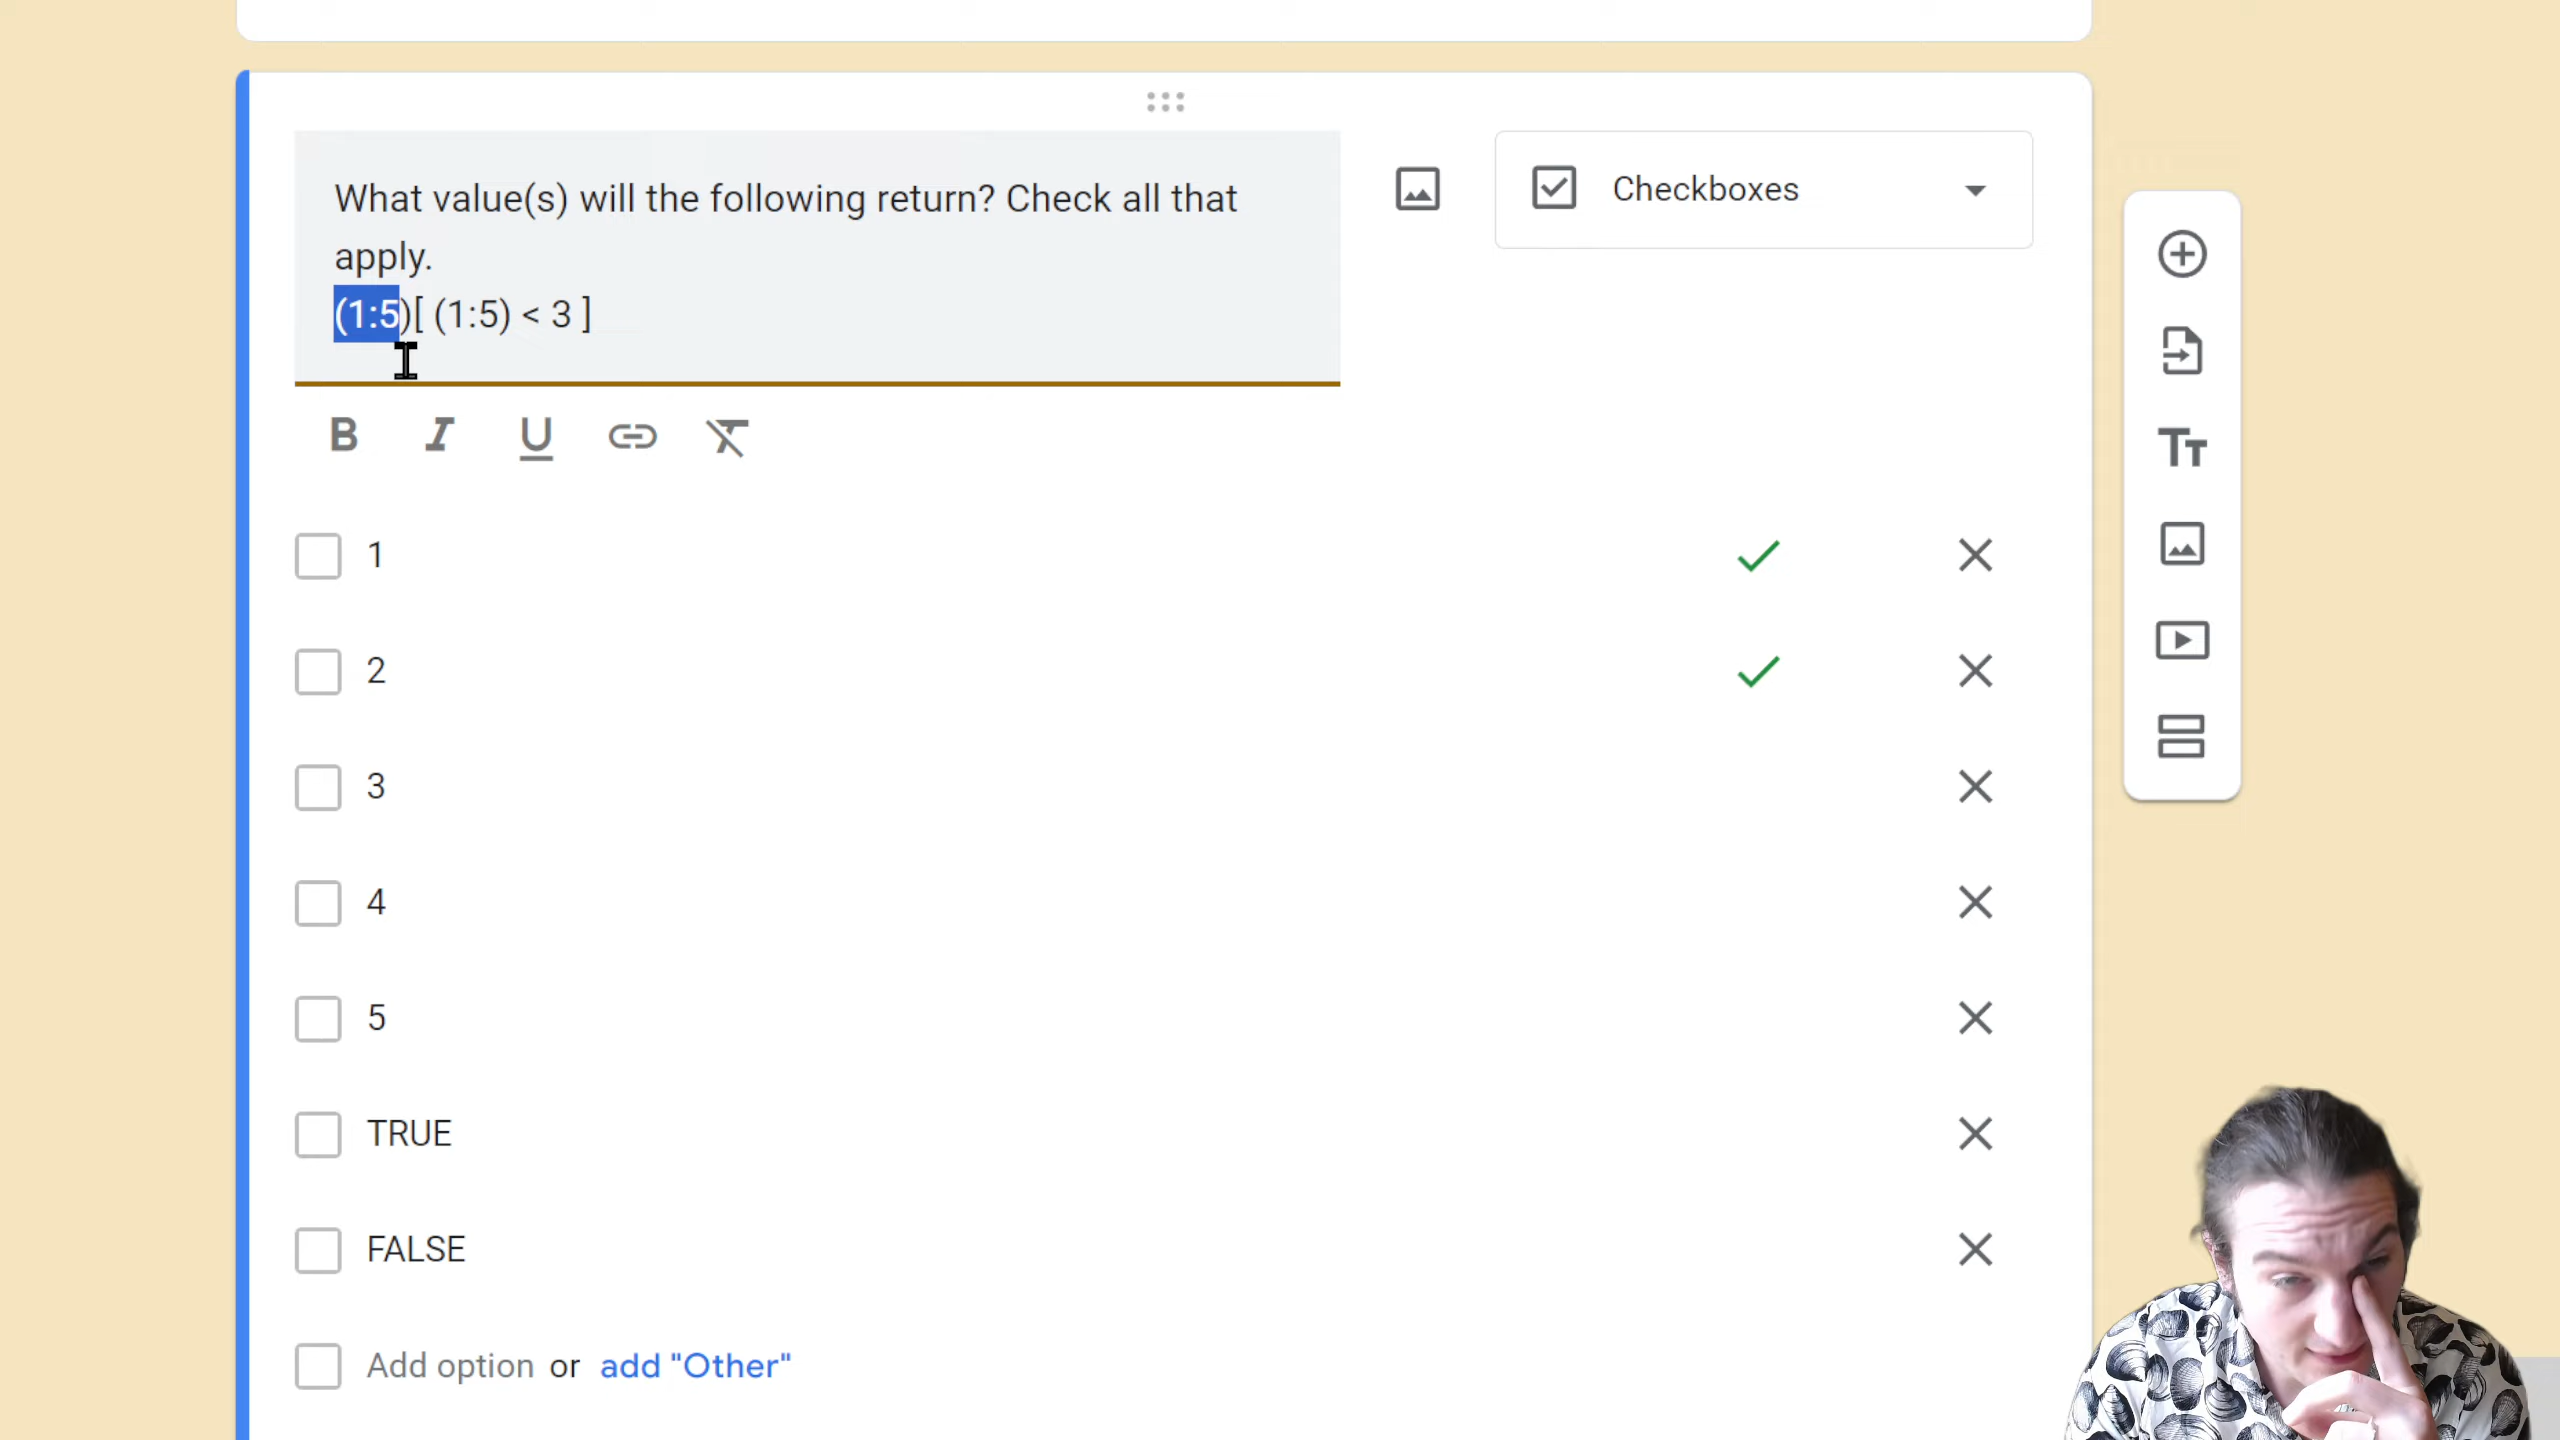 What value(s) will the following return? Check all that
apply.
(1:5)[ (1:5) < 3 ]
Checkboxes
B I U
Tt
1
2
3
4
5
TRUE
FALSE
Add option or add "Other"